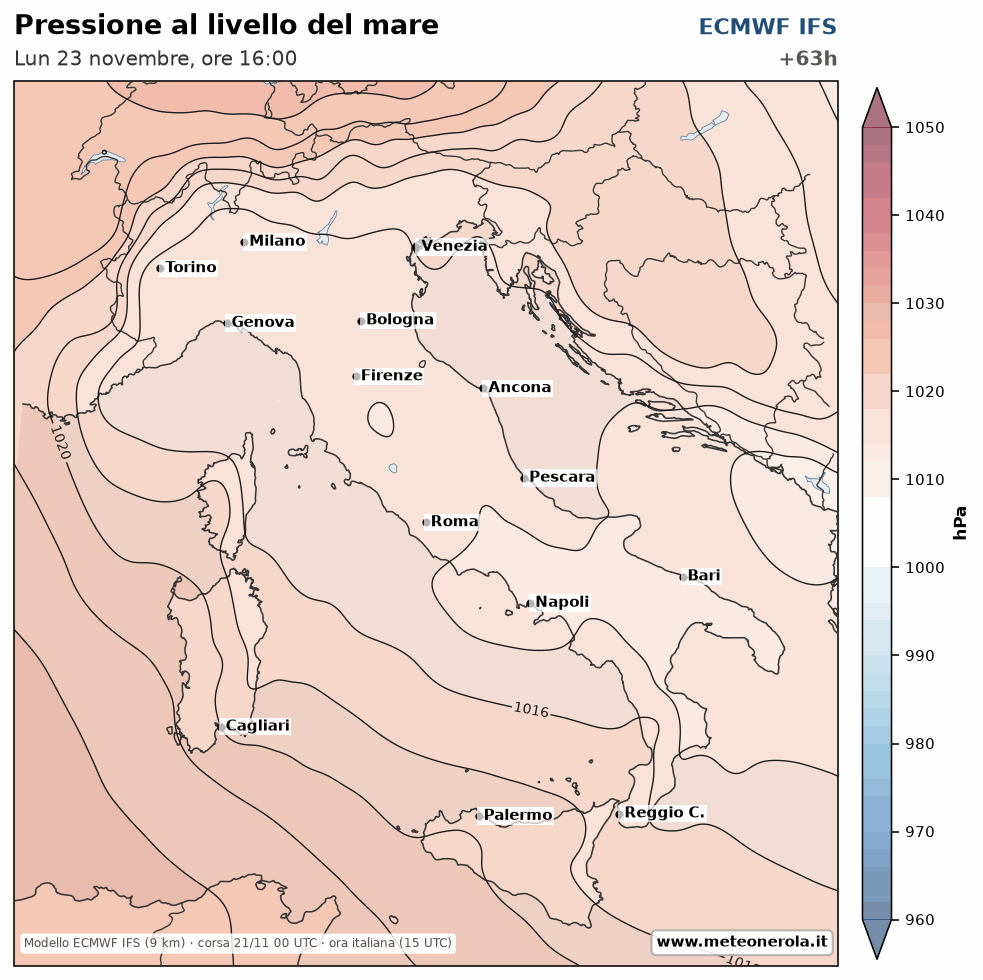 Pressione al livello del mare
ECMWF IFS
Lun 23 novembre, ore 16:00
+63h
Milano
Venezia
Torino
Genova
Bologna
Firenze
Ancona
1020
Pescara
Roma
Bari
Napoli
1016
Cagliari
Palermo
Reggio C.
Modello ECMWF IFS (9 km) · corsa 21/11 00 UTC · ora italiana (15 UTC)
www.meteonerola.it
1050
1040
1030
1020
1010
1000
990
980
970
960
hPa